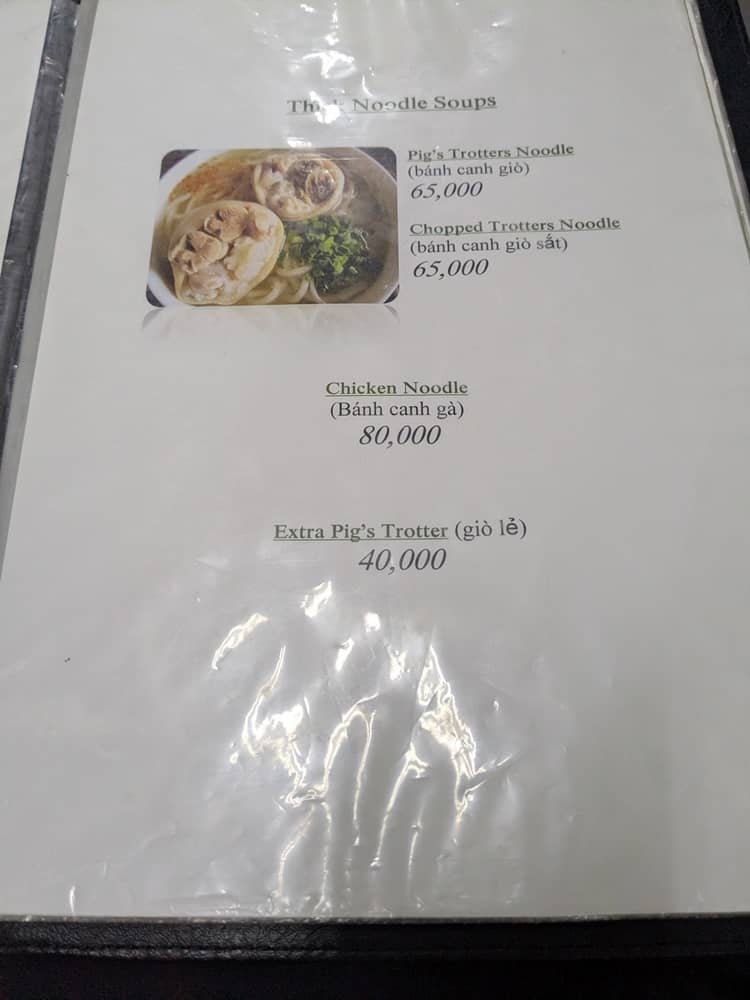 Noodle Soups
Pig's Trotters Noodle
(bánh canh giò)
65,000
Chopped Trotters Noodle
(bánh canh giò sắt)
65,000
Chicken Noodle
(Bánh canh gà)
80,000
Extra Pig's Trotter (giò lẻ)
40,000